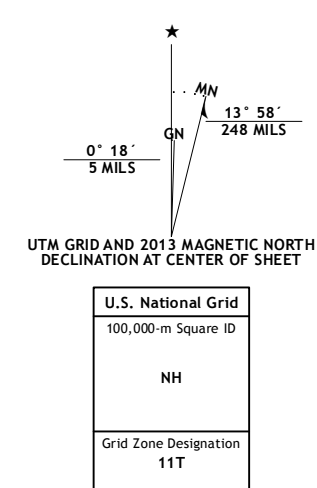 ★
MN
GN
13° 58´
248 MILS
0° 18´
5 MILS
UTM GRID AND 2013 MAGNETIC NORTH
DECLINATION AT CENTER OF SHEET
U.S. National Grid
100,000-m Square ID
NH
Grid Zone Designation
11T